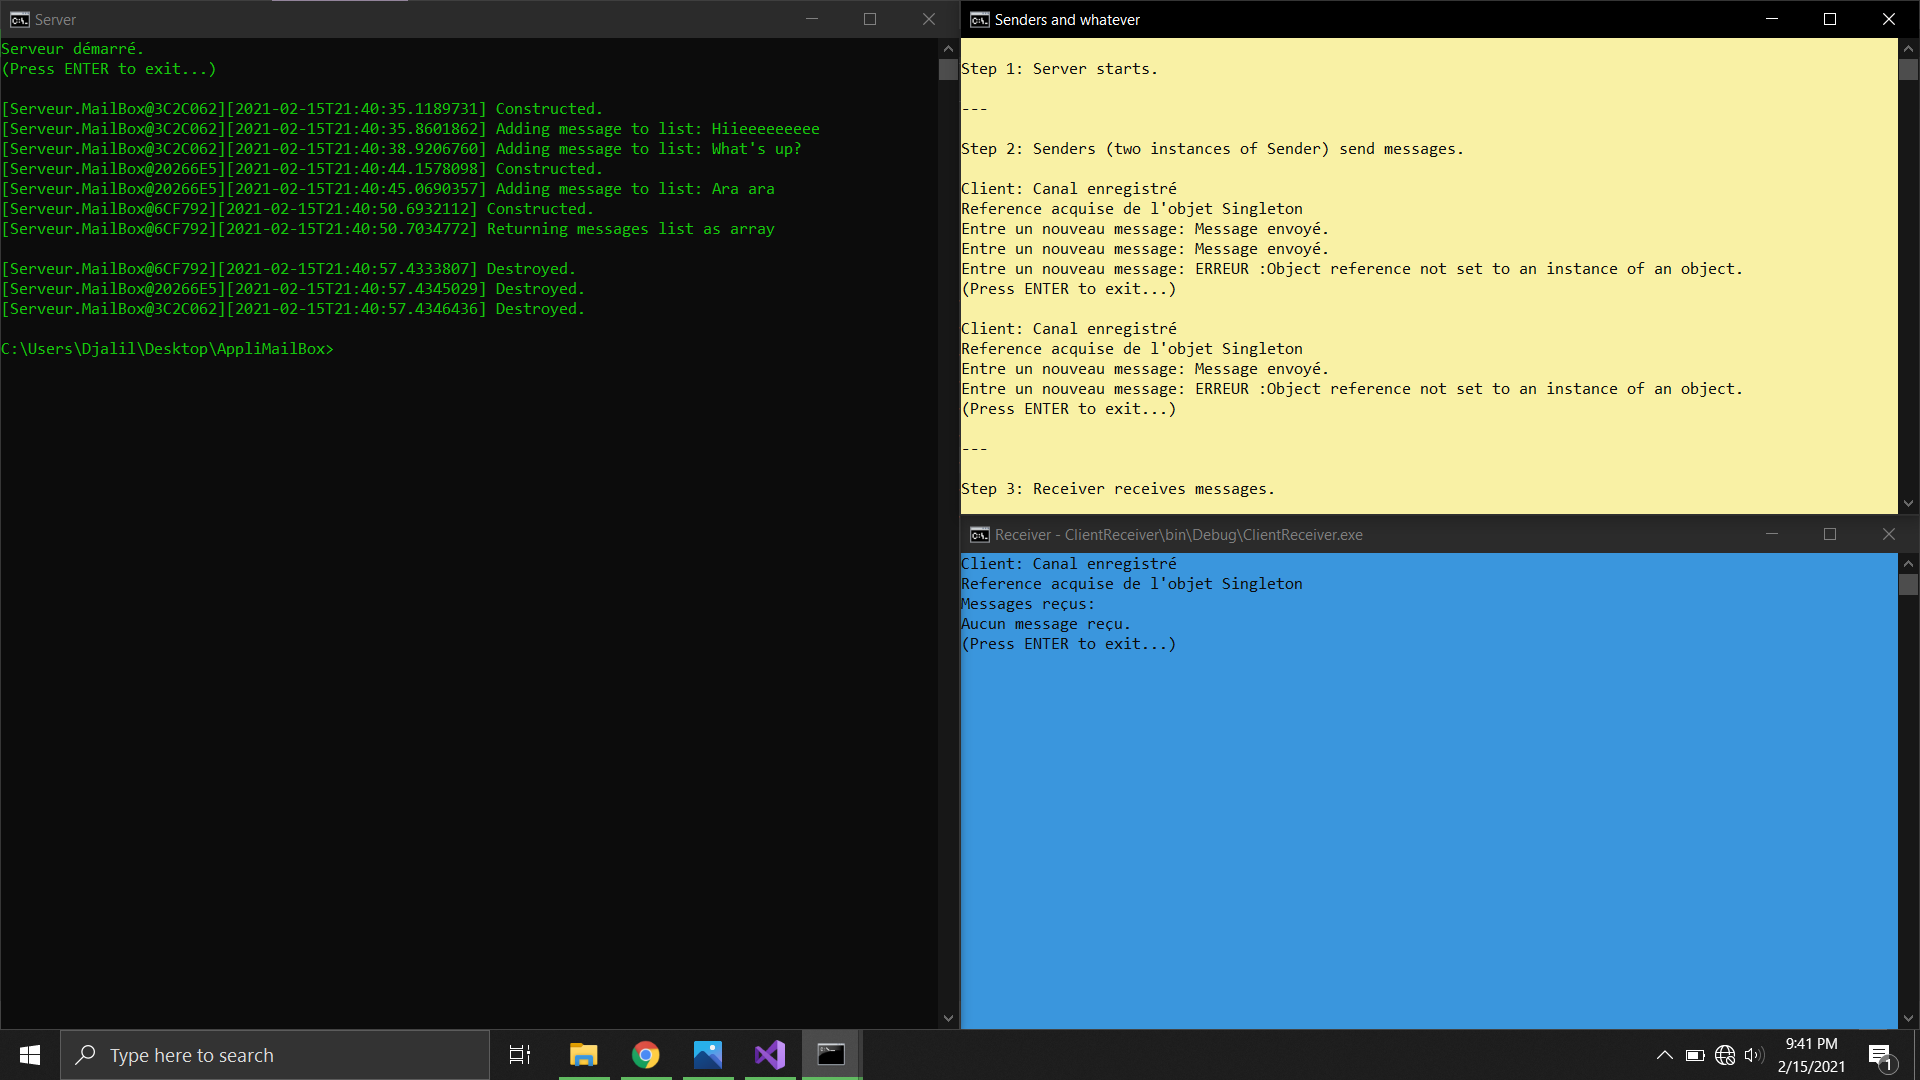 Server
Serveur démarré.
(Press ENTER to exit...)
[Serveur.MailBox@3C2C062][2021-02-15T21:40:35.1189731] Constructed.
[Serveur.MailBox@3C2C062][2021-02-15T21:40:35.8601862] Adding message to list: Hiieeeeeeeee
[Serveur.MailBox@3C2C062][2021-02-15T21:40:38.9206760] Adding message to list: What's up?
[Serveur.MailBox@20266E5][2021-02-15T21:40:44.1578098] Constructed.
[Serveur.MailBox@20266E5][2021-02-15T21:40:45.0690357] Adding message to list: Ara ara
[Serveur.MailBox@6CF792][2021-02-15T21:40:50.6932112] Constructed.
[Serveur.MailBox@6CF792][2021-02-15T21:40:50.7034772] Returning messages list as array
[Serveur.MailBox@6CF792][2021-02-15T21:40:57.4333807] Destroyed.
[Serveur.MailBox@20266E5][2021-02-15T21:40:57.4345029] Destroyed.
[Serveur.MailBox@3C2C062][2021-02-15T21:40:57.4346436] Destroyed.
C:\Users\Djalil\Desktop\AppliMailBox>
Senders and whatever
Step 1: Server starts.
---
Step 2: Senders (two instances of Sender) send messages.
Client: Canal enregistré
Reference acquise de l'objet Singleton
Entre un nouveau message: Message envoyé.
Entre un nouveau message: Message envoyé.
Entre un nouveau message: ERREUR :Object reference not set to an instance of an object.
(Press ENTER to exit...)
Client: Canal enregistré
Reference acquise de l'objet Singleton
Entre un nouveau message: Message envoyé.
Entre un nouveau message: ERREUR :Object reference not set to an instance of an object.
(Press ENTER to exit...)
---
Step 3: Receiver receives messages.
Receiver - ClientReceiver\bin\Debug\ClientReceiver.exe
Client: Canal enregistré
Reference acquise de l'objet Singleton
Messages reçus:
Aucun message reçu.
(Press ENTER to exit...)
Type here to search
9:41 PM
2/15/2021
1